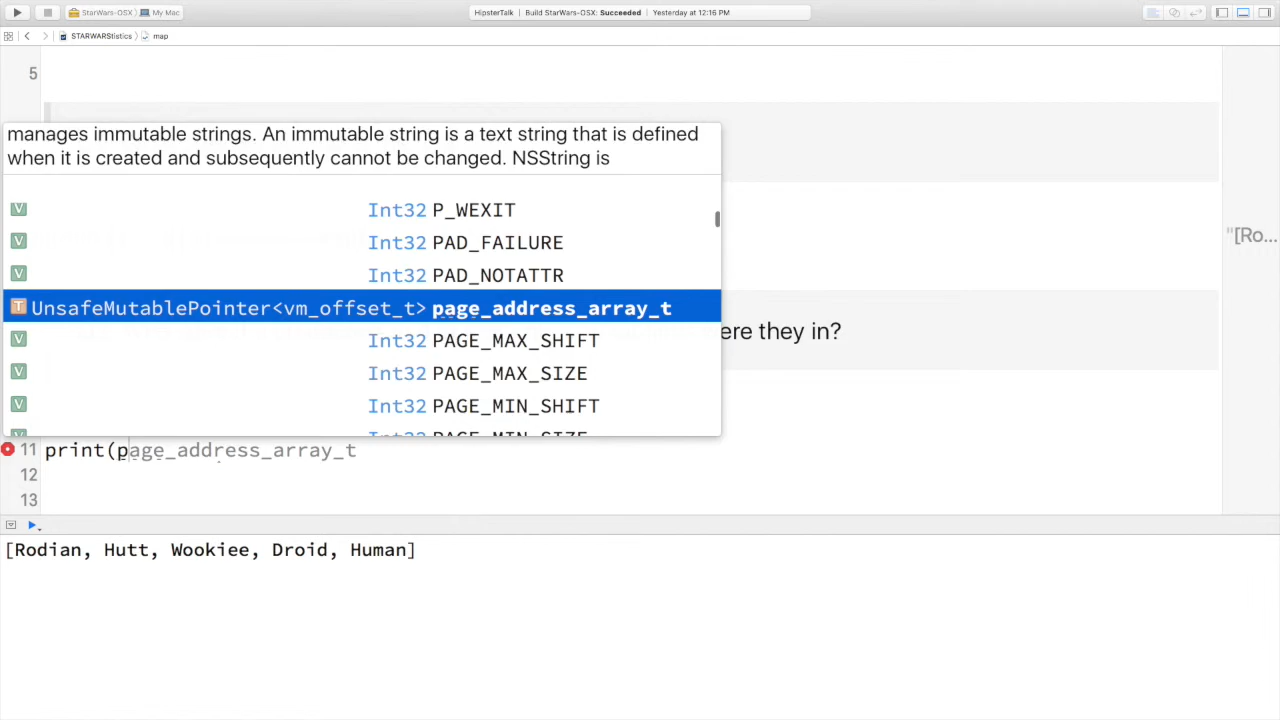 StarWars-OSX
My Mac
HipsterTalk
Build StarWars-OSX: Succeeded
Yesterday at 12:16 PM
STARWARStistics
map
5
manages immutable strings. An immutable string is a text string that is defined
when it is created and subsequently cannot be changed. NSString is
V Int32 P_WEXIT
V Int32 PAD_FAILURE
V Int32 PAD_NOTATTR
"[Ro...
T UnsafeMutablePointer<vm_offset_t> page_address_array_t
V Int32 PAGE_MAX_SHIFT
ere they in?
V Int32 PAGE_MAX_SIZE
V Int32 PAGE_MIN_SHIFT
Int32 PAGE_MIN_SIZE
11 print(page_address_array_t
12
13
[Rodian, Hutt, Wookiee, Droid, Human]